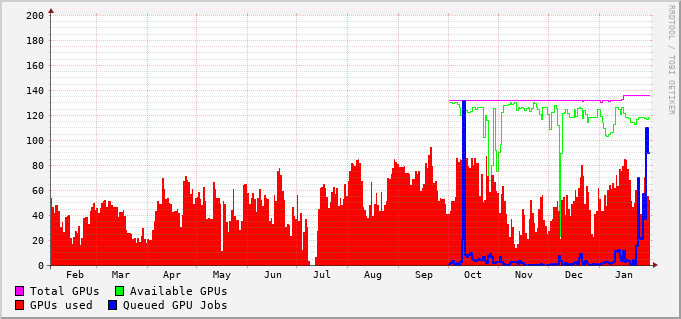 200
180
160
140
120
100
80
60
40
20
0
Feb Mar Apr May Jun Jul Aug Sep Oct Nov Dec Jan
Total GPUs Available GPUs
GPUs used Queued GPU Jobs
RRDTOOL / TOBI OETIKER